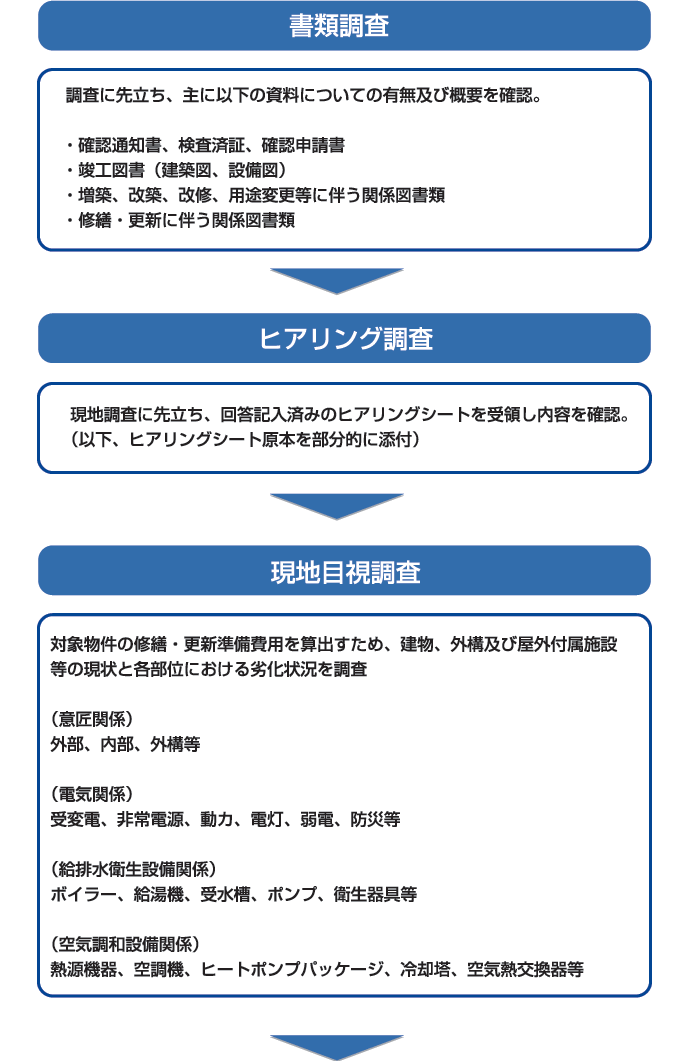 書類調査
調査に先立ち、主に以下の資料についての有無及び概要を確認。
・確認通知書、検査済証、確認申請書
・竣工図書（建築図、設備図）
・増築、改築、改修、用途変更等に伴う関係図書類
・修繕・更新に伴う関係図書類
ヒアリング調査
現地調査に先立ち、回答記入済みのヒアリングシートを受領し内容を確認。
（以下、ヒアリングシート原本を部分的に添付）
現地目視調査
対象物件の修繕・更新準備費用を算出すため、建物、外構及び屋外付属施設
等の現状と各部位における劣化状況を調査
（意匠関係）
外部、内部、外構等
（電気関係）
受変電、非常電源、動力、電灯、弱電、防災等
（給排水衛生設備関係）
ボイラー、給湯機、受水槽、ポンプ、衛生器具等
（空気調和設備関係）
熱源機器、空調機、ヒートポンプパッケージ、冷却塔、空気熱交換器等